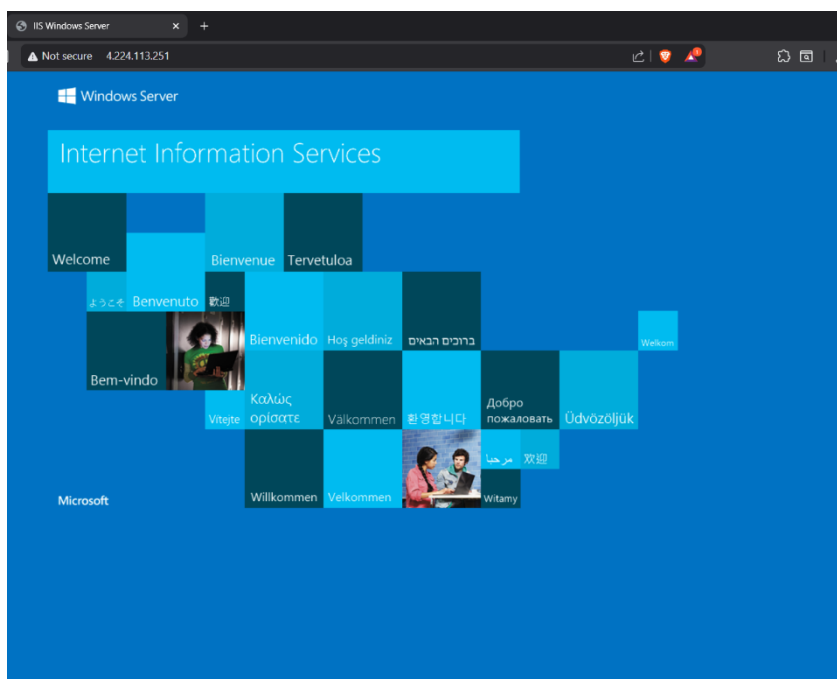 IIS Windows Server
Not secure 4.224.113.251
Windows Server
Internet Information Services
Welcome
Bienvenue
Tervetuloa
ようこそ
Benvenuto
歡迎
Bienvenido
Hoş geldiniz
ברוכים הבאים
Welkom
Bem-vindo
Vítejte
Καλώς
ορίσατε
Välkommen
환영합니다
Добро
пожаловать
Üdvözöljük
مرحبا
欢迎
Microsoft
Willkommen
Velkommen
Witamy